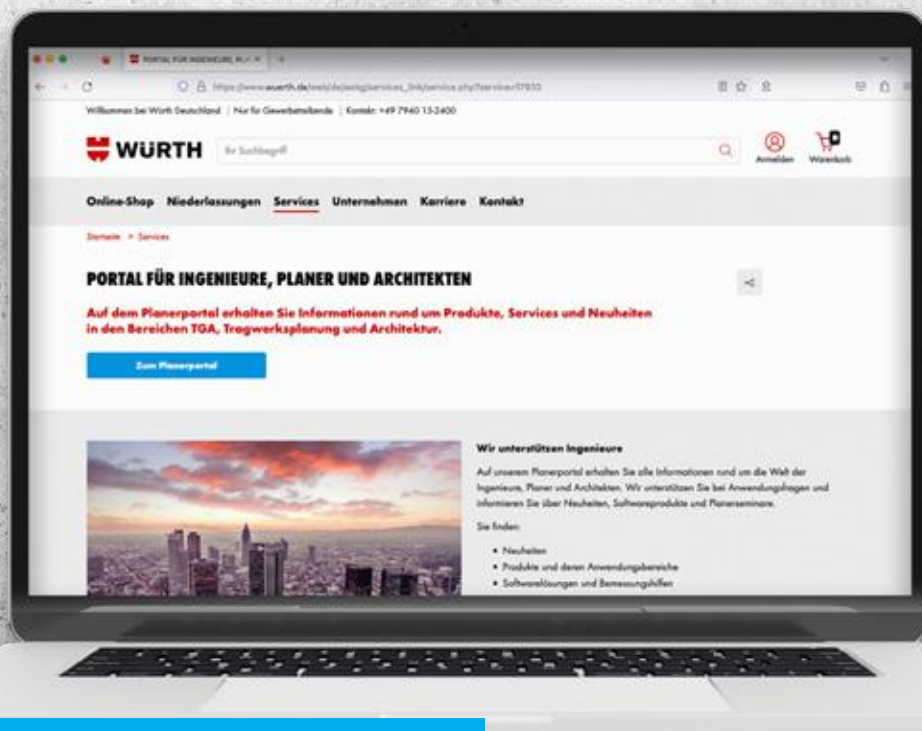 PORTAL FÜR INGENIEURE, PL
Willkommen bei Würth Deutschland | Nur für Gewerbetreibende | Kontakt: +49 7940 15-2400
WÜRTH
Ihr Suchbegriff
Anmelden
Warenkorb
0
Online-Shop Niederlassungen Services Unternehmen Karriere Kontakt
Startseite > Services
PORTAL FÜR INGENIEURE, PLANER UND ARCHITEKTEN
Auf dem Planerportal erhalten Sie Informationen rund um Produkte, Services und Neuheiten
in den Bereichen TGA, Tragwerksplanung und Architektur.
Zum Planerportal
Wir unterstützen Ingenieure
Auf unserem Planerportal erhalten Sie alle Informationen rund um die Welt der
Ingenieure, Planer und Architekten. Wir unterstützen Sie bei Anwendungsfragen und
informieren Sie über Neuheiten, Softwareprodukte und Planerseminare.
Sie finden:
• Neuheiten
• Produkte und deren Anwendungsbereiche
• Softwarelösungen und Bemessungshilfen